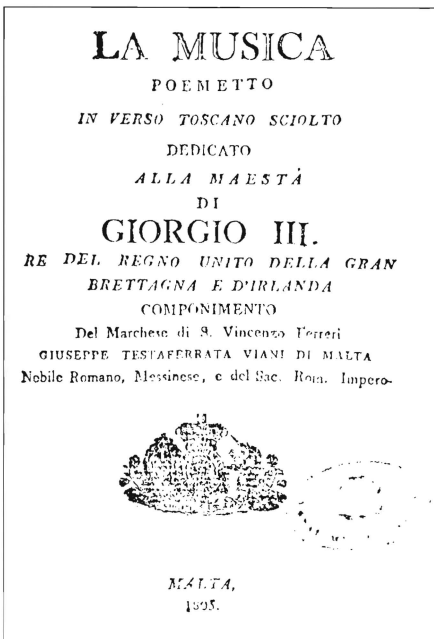 LA MUSICA
POEMETTO
IN VERSO TOSCANO SCIOLTO
DEDICATO
ALLA MAESTÀ
DI
GIORGIO III.
RE DEL REGNO UNITO DELLA GRAN
BRETTAGNA E D'IRLANDA
COMPONIMENTO
Del Marchese di S. Vincenzo Ferreri
GIUSEPPE TESTAFERRATA VIANI DI MALTA
Nobile Romano, Messinese, e del Sac. Rom. Impero-
MALTA,
1805.